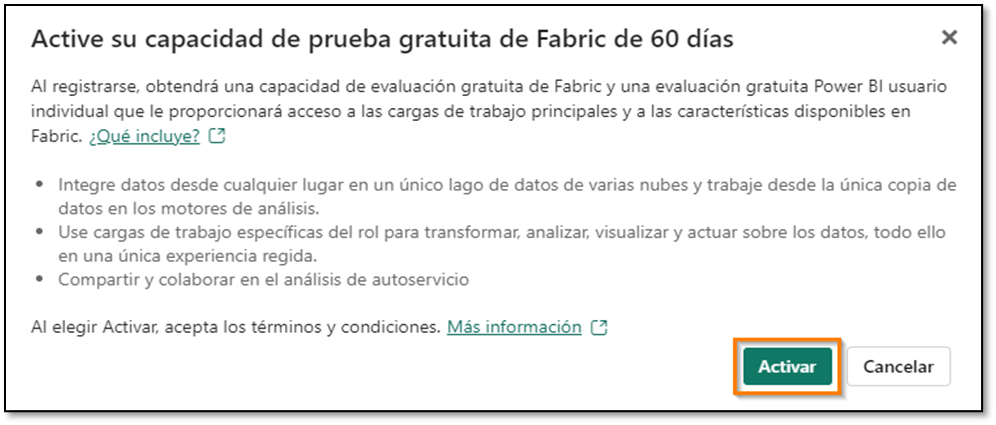 Active su capacidad de prueba gratuita de Fabric de 60 días
Al registrarse, obtendrá una capacidad de evaluación gratuita de Fabric y una evaluación gratuita Power BI usuario
individual que le proporcionará acceso a las cargas de trabajo principales y a las características disponibles en
Fabric. ¿Qué incluye?
• Integre datos desde cualquier lugar en un único lago de datos de varias nubes y trabaje desde la única copia de
datos en los motores de análisis.
• Use cargas de trabajo específicas del rol para transformar, analizar, visualizar y actuar sobre los datos, todo ello
en una única experiencia regida.
• Compartir y colaborar en el análisis de autoservicio
Al elegir Activar, acepta los términos y condiciones. Más información
Activar Cancelar